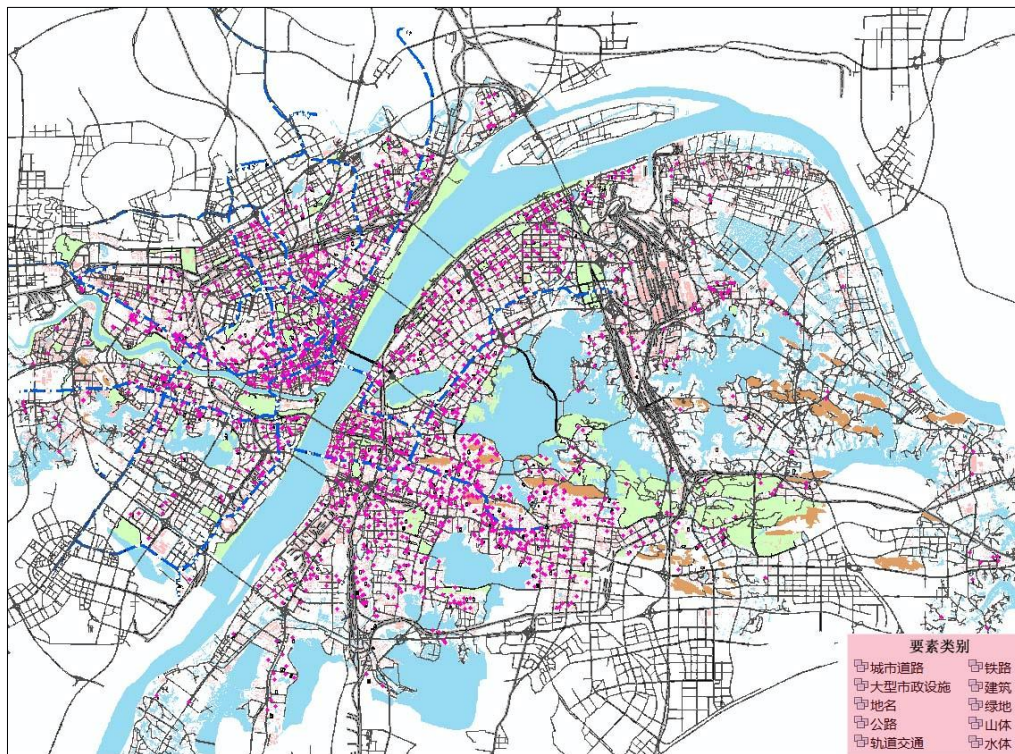 要素类别
城市道路 铁路
大型市政设施 建筑
地名 绿地
公路 山体
轨道交通 水体